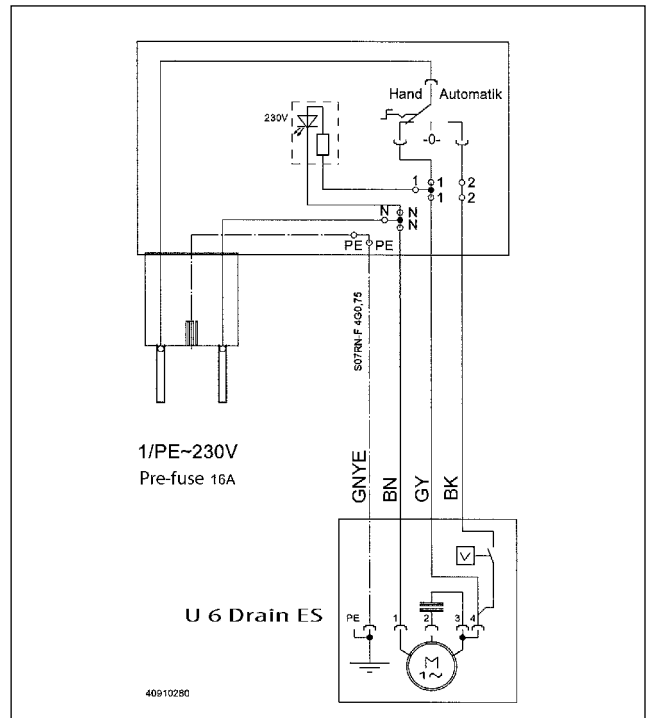 Hand Automatik
230V
-0-
1 1 2
1 2
N N
N
PE PE
S07RN-F 4G0,75
1/PE~230V
Pre-fuse 16A
GNYE BN GY BK
V
U 6 Drain ES
PE 1 2 3 4
M
1~
40910280